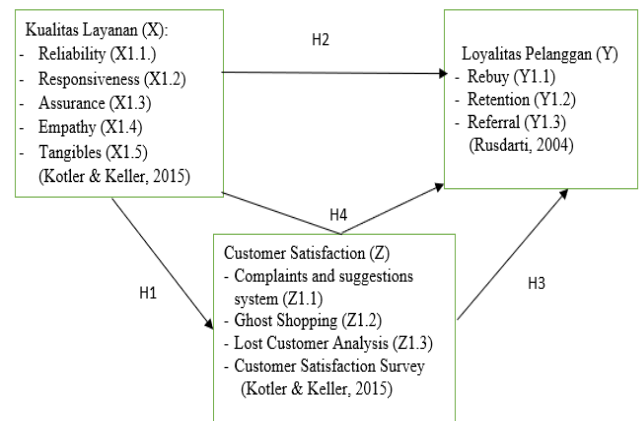 Kualitas Layanan (X):
- Reliability (X1.1.)
- Responsiveness (X1.2)
- Assurance (X1.3)
- Empathy (X1.4)
- Tangibles (X1.5)
(Kotler & Keller, 2015)
H2
Loyalitas Pelanggan (Y)
- Rebuy (Y1.1)
- Retention (Y1.2)
- Referral (Y1.3)
(Rusdarti, 2004)
H4
H1
Customer Satisfaction (Z)
- Complaints and suggestions
system (Z1.1)
- Ghost Shopping (Z1.2)
- Lost Customer Analysis (Z1.3)
- Customer Satisfaction Survey
(Kotler & Keller, 2015)
H3